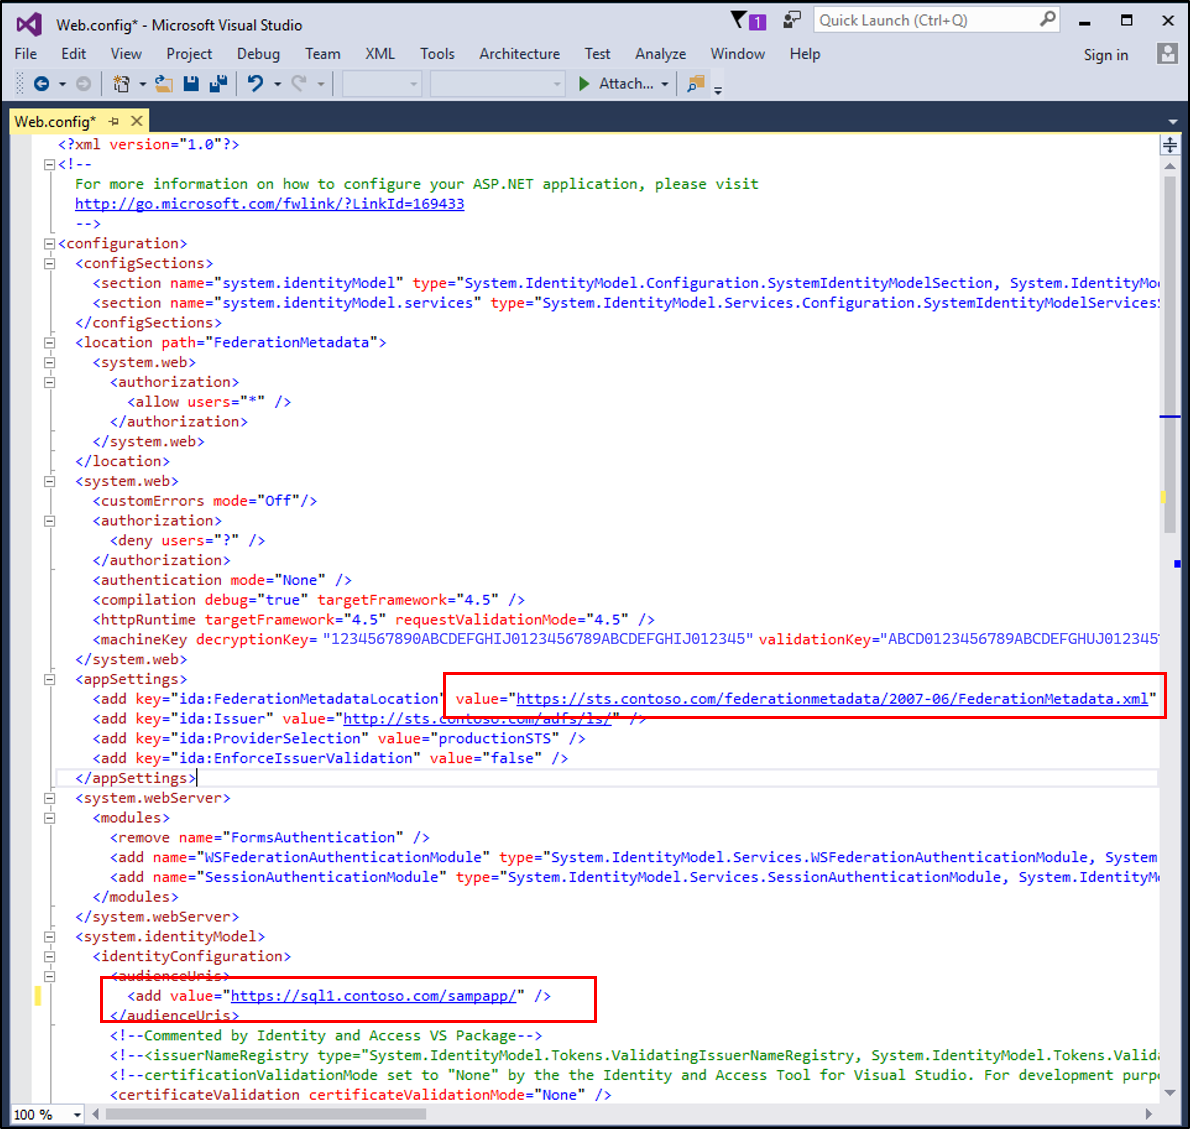 Web.config* - Microsoft Visual Studio
1
Quick Launch (Ctrl+Q)
File Edit View Project Debug Team XML Tools Architecture Test Analyze Window Help Sign in
Attach...
Web.config*
<?xml version="1.0"?>
<!--
For more information on how to configure your ASP.NET application, please visit
http://go.microsoft.com/fwlink/?LinkId=169433
-->
<configuration>
<configSections>
<section name="system.identityModel" type="System.IdentityModel.Configuration.SystemIdentityModelSection, System.IdentityMo
<section name="system.identityModel.services" type="System.IdentityModel.Services.Configuration.SystemIdentityModelServicesS
</configSections>
<location path="FederationMetadata">
<system.web>
<authorization>
<allow users="*" />
</authorization>
</system.web>
</location>
<system.web>
<customErrors mode="Off"/>
<authorization>
<deny users="?" />
</authorization>
<authentication mode="None" />
<compilation debug="true" targetFramework="4.5" />
<httpRuntime targetFramework="4.5" requestValidationMode="4.5" />
<machineKey decryptionKey= "1234567890ABCDEFGHIJ0123456789ABCDEFGHIJ012345" validationKey="ABCD0123456789ABCDEFGHUJ012345
</system.web>
<appSettings>
<add key="ida:FederationMetadataLocation" value="https://sts.contoso.com/federationmetadata/2007-06/FederationMetadata.xml"
<add key="ida:Issuer" value="http://sts.contoso.com/adfs/ls/" />
<add key="ida:ProviderSelection" value="productionSTS" />
<add key="ida:EnforceIssuerValidation" value="false" />
</appSettings>
<system.webServer>
<modules>
<remove name="FormsAuthentication" />
<add name="WSFederationAuthenticationModule" type="System.IdentityModel.Services.WSFederationAuthenticationModule, System.
<add name="SessionAuthenticationModule" type="System.IdentityModel.Services.SessionAuthenticationModule, System.IdentityMo
</modules>
</system.webServer>
<system.identityModel>
<identityConfiguration>
<audienceUris>
<add value="https://sql1.contoso.com/sampapp/" />
</audienceUris>
<!--Commented by Identity and Access VS Package-->
<!--<issuerNameRegistry type="System.IdentityModel.Tokens.ValidatingIssuerNameRegistry, System.IdentityModel.Tokens.Valida
<!--certificationValidationMode set to "None" by the the Identity and Access Tool for Visual Studio. For development purpo
<certificateValidation certificateValidationMode="None" />
100 %